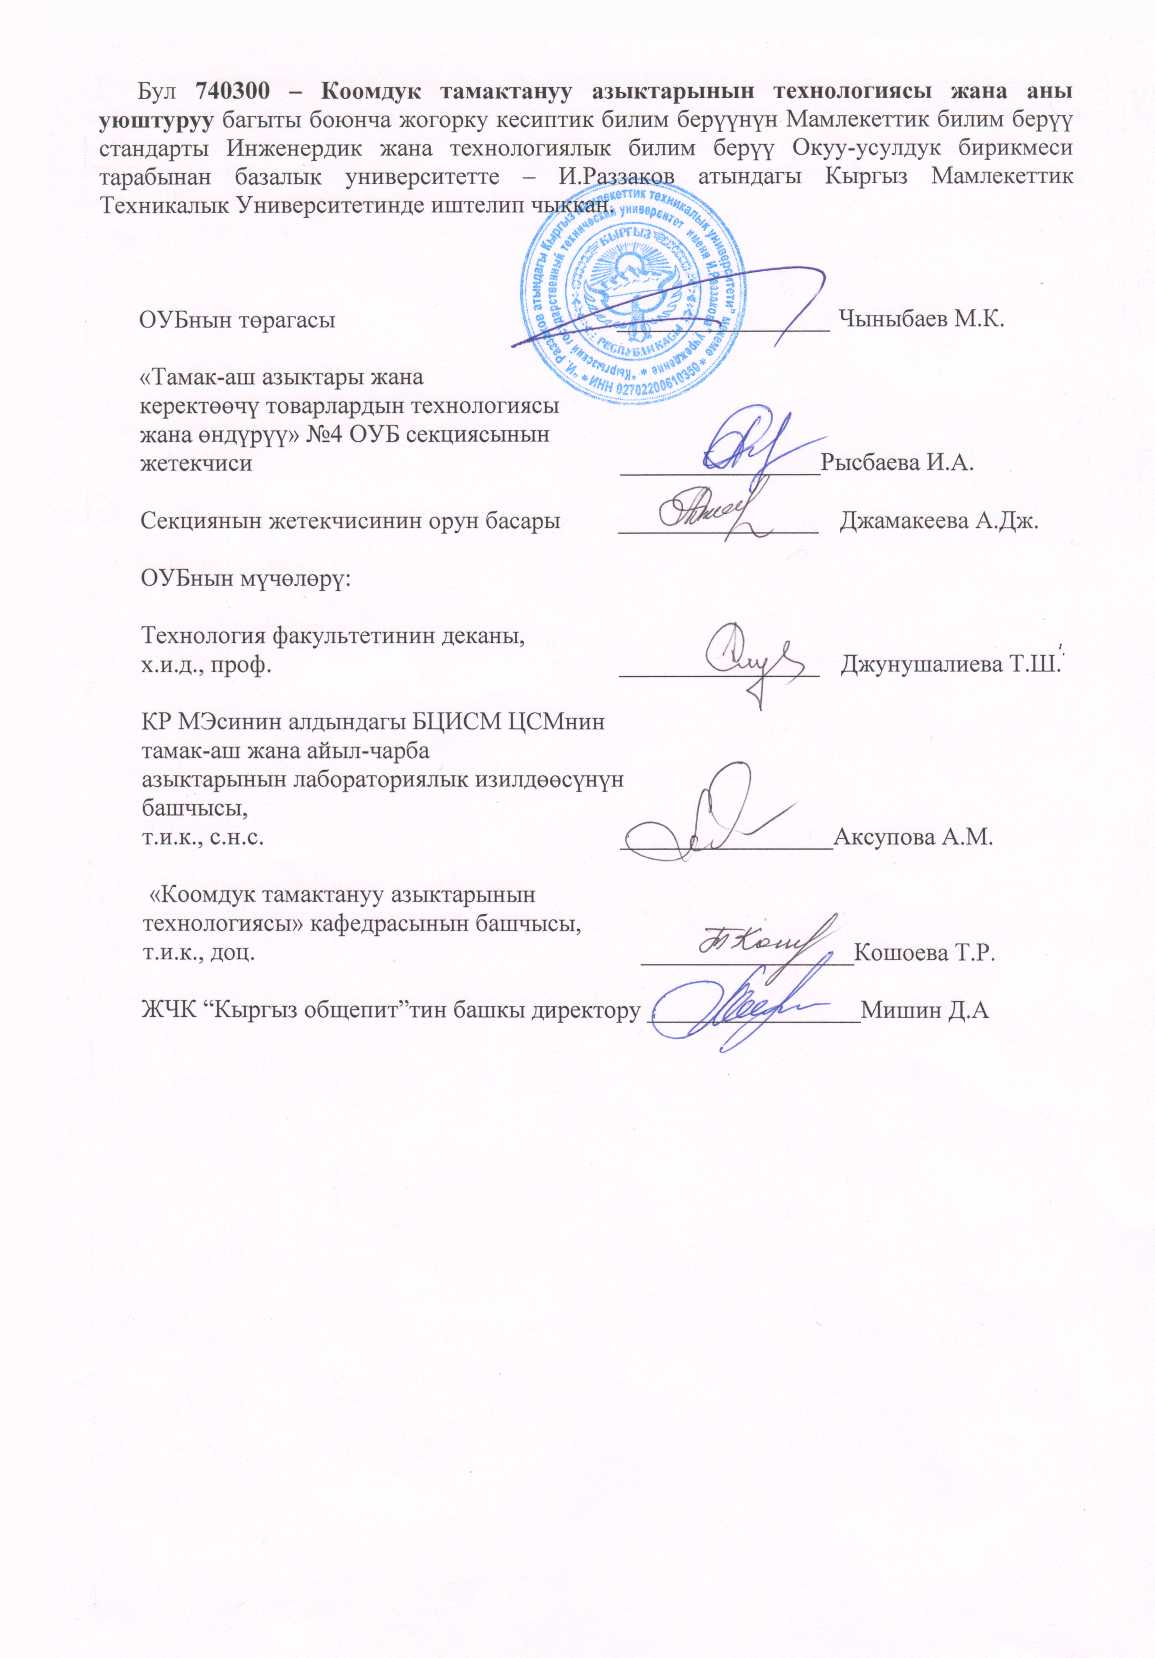 Бул 740300 – Коомдук тамактануу азыктарынын технологиясы жана аны
уюштуруу багыты боюнча жогорку кесиптик билим берүүнүн Мамлекеттик билим берүү
стандарты Инженердик жана технологиялык билим берүү Окуу-усулдук бирикмеси
тарабынан базалык университетте – И.Раззаков атындагы Кыргыз Мамлекеттик
Техникалык Университетинде иштелип чыккан.
КЫРГЫЗ
РЕСПУБЛИКАСЫ
ИНН 02702200610350
ОУБнын төрагасы Чыныбаев М.К.
«Тамак-аш азыктары жана
керектөөчү товарлардын технологиясы
жана өндүрүү» №4 ОУБ секциясынын
жетекчиси Рысбаева И.А.
Секциянын жетекчисинин орун басары Джамакеева А.Дж.
ОУБнын мүчөлөрү:
Технология факультетинин деканы,
х.и.д., проф. Джунушалиева Т.Ш.
КР МЭсинин алдындагы БЦИСМ ЦСМнин
тамак-аш жана айыл-чарба
азыктарынын лабораториялык изилдөөсүнүн
башчысы,
т.и.к., с.н.с. Аксупова А.М.
«Коомдук тамактануу азыктарынын
технологиясы» кафедрасынын башчысы,
т.и.к., доц. Кошоева Т.Р.
ЖЧК “Кыргыз общепит”тин башкы директору Мишин Д.А